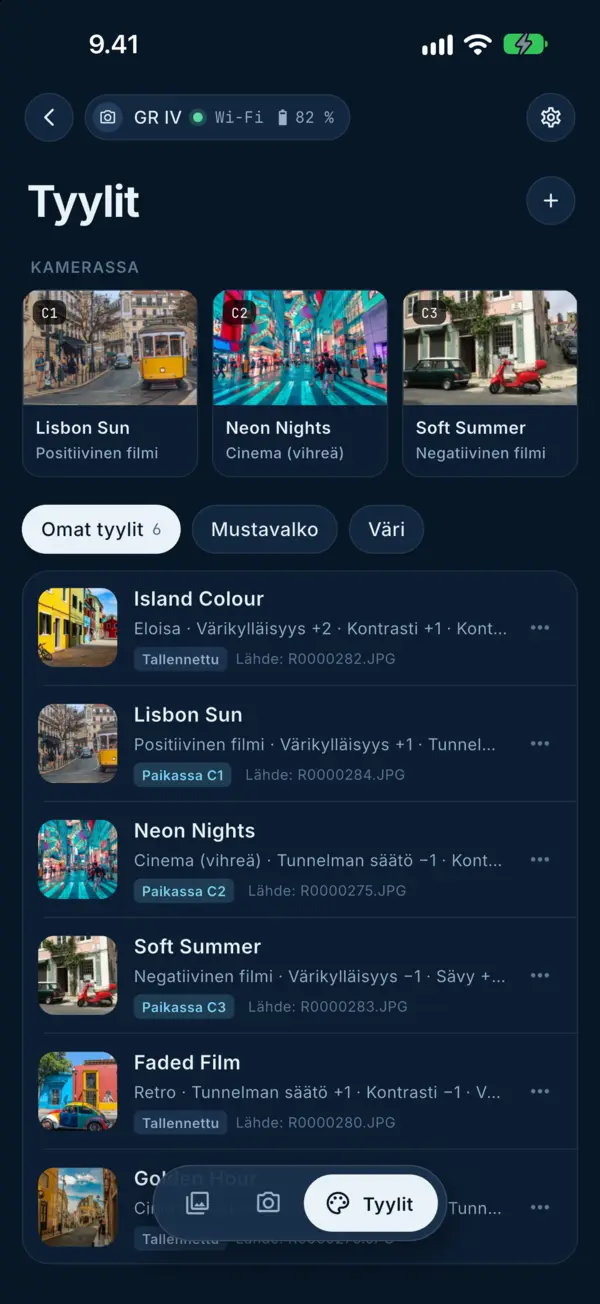 9.41
GR IV Wi-Fi 82 %
Tyylit
KAMERASSA
C1
C2
C3
Lisbon Sun
Positiivinen filmi
Neon Nights
Cinema (vihreä)
Soft Summer
Negatiivinen filmi
Omat tyylit 6
Mustavalko
Väri
Island Colour
Eloisa · Värikylläisyys +2 · Kontrasti +1 · Kont...
Tallennettu Lähde: R0000282.JPG
Lisbon Sun
Positiivinen filmi · Värikylläisyys +1 · Tunnel...
Paikassa C1 Lähde: R0000284.JPG
Neon Nights
Cinema (vihreä) · Tunnelman säätö −1 · Kont...
Paikassa C2 Lähde: R0000275.JPG
Soft Summer
Negatiivinen filmi · Värikylläisyys −1 · Sävy +...
Paikassa C3 Lähde: R0000283.JPG
Faded Film
Retro · Tunnelman säätö +1 · Kontrasti −1 · V...
Tallennettu Lähde: R0000280.JPG
Golden Hour
Tunn...
Tallennettu
Tyylit